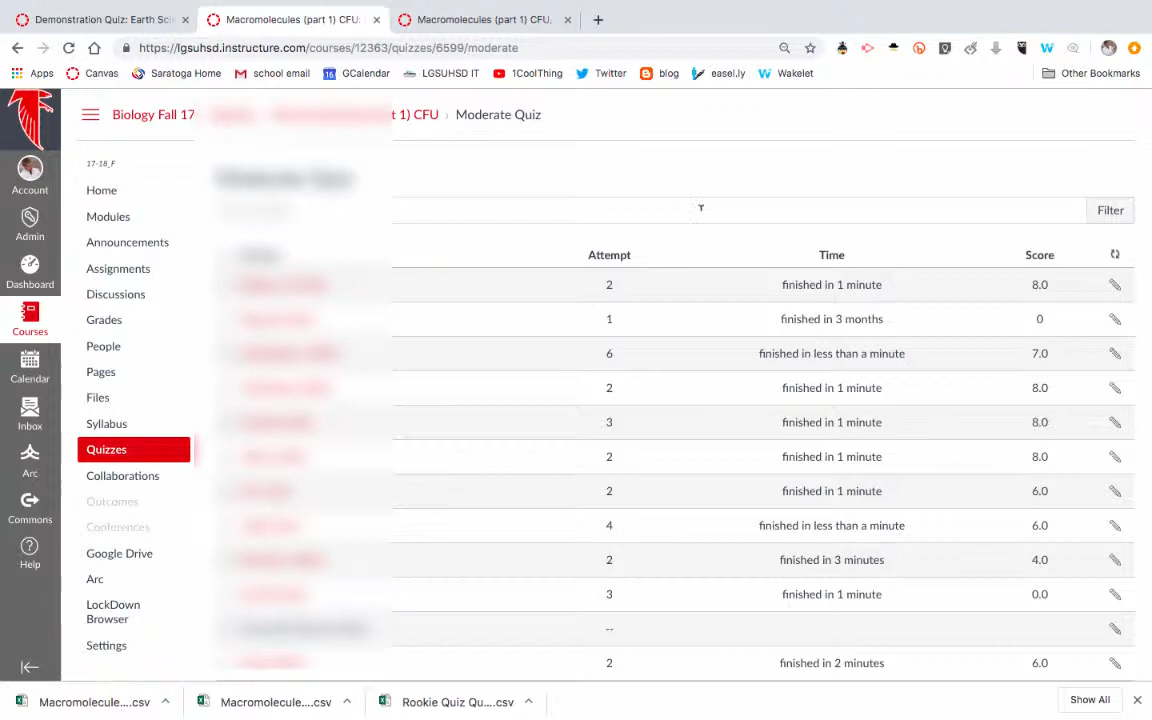 Demonstration Quiz: Earth Sci
Macromolecules (part 1) CFU:
Macromolecules (part 1) CFU.
https://lgsuhsd.instructure.com/courses/12363/quizzes/6599/moderate
Apps
Canvas
Saratoga Home
school email
GCalendar
LGSUHSD IT
1CoolThing
Twitter
blog
easel.ly
Wakelet
Other Bookmarks
Biology Fall 17
t 1) CFU › Moderate Quiz
Account
Admin
Dashboard
Courses
Calendar
Inbox
Arc
Commons
Help
17-18_F
Home
Modules
Announcements
Assignments
Discussions
Grades
People
Pages
Files
Syllabus
Quizzes
Collaborations
Outcomes
Conferences
Google Drive
Arc
LockDown
Browser
Settings
Filter
Attempt Time Score
2 finished in 1 minute 8.0
1 finished in 3 months 0
6 finished in less than a minute 7.0
2 finished in 1 minute 8.0
3 finished in 1 minute 8.0
2 finished in 1 minute 8.0
2 finished in 1 minute 6.0
4 finished in less than a minute 6.0
2 finished in 3 minutes 4.0
3 finished in 1 minute 0.0
--
2 finished in 2 minutes 6.0
Macromolecule....csv
Macromolecule....csv
Rookie Quiz Qu....csv
Show All